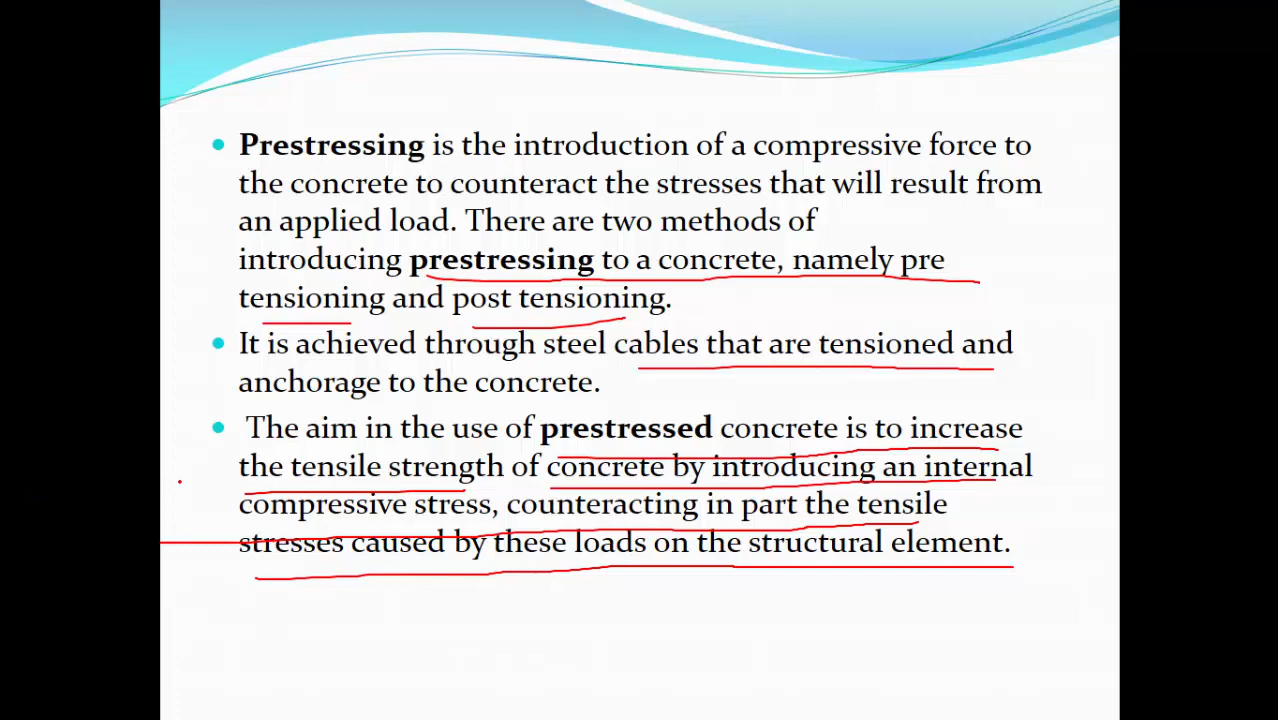 Prestressing is the introduction of a compressive force to
the concrete to counteract the stresses that will result from
an applied load. There are two methods of
introducing prestressing to a concrete, namely pre
tensioning and post tensioning.
It is achieved through steel cables that are tensioned and
anchorage to the concrete.
The aim in the use of prestressed concrete is to increase
the tensile strength of concrete by introducing an internal
compressive stress, counteracting in part the tensile
stresses caused by these loads on the structural element.